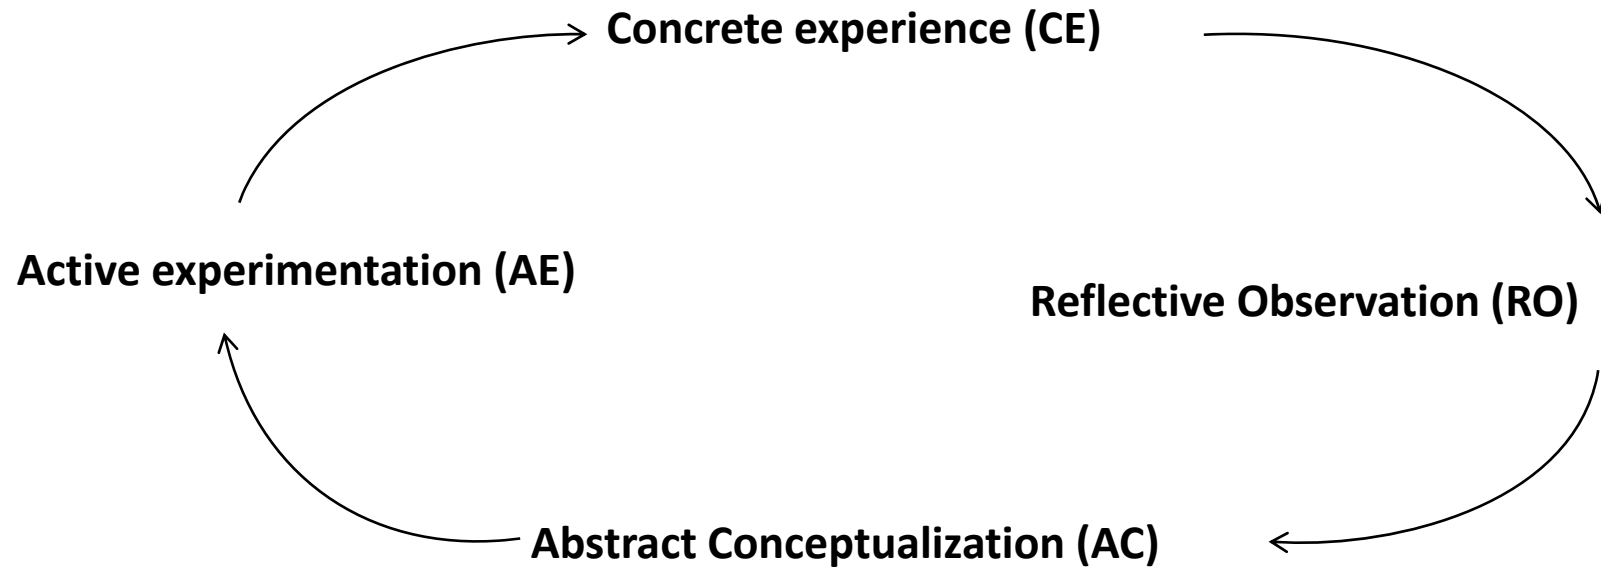 Concrete experience (CE)
Active experimentation (AE)
Reflective Observation (RO)
Abstract Conceptualization (AC)